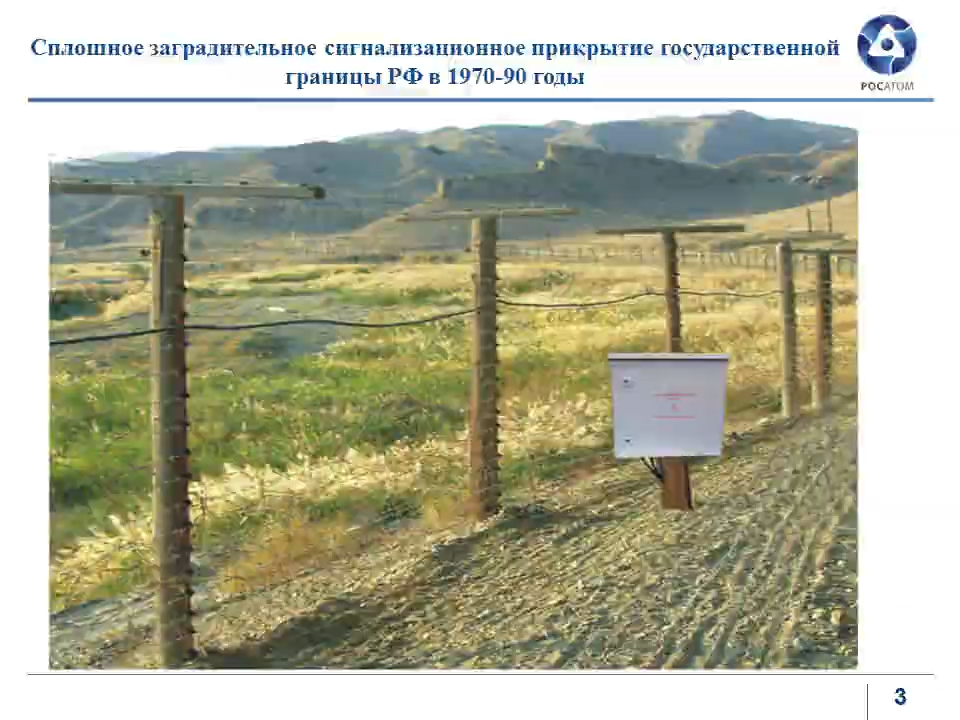 Сплошное заградительное сигнализационное прикрытие государственной
границы РФ в 1970-90 годы
РОСАТОМ
3